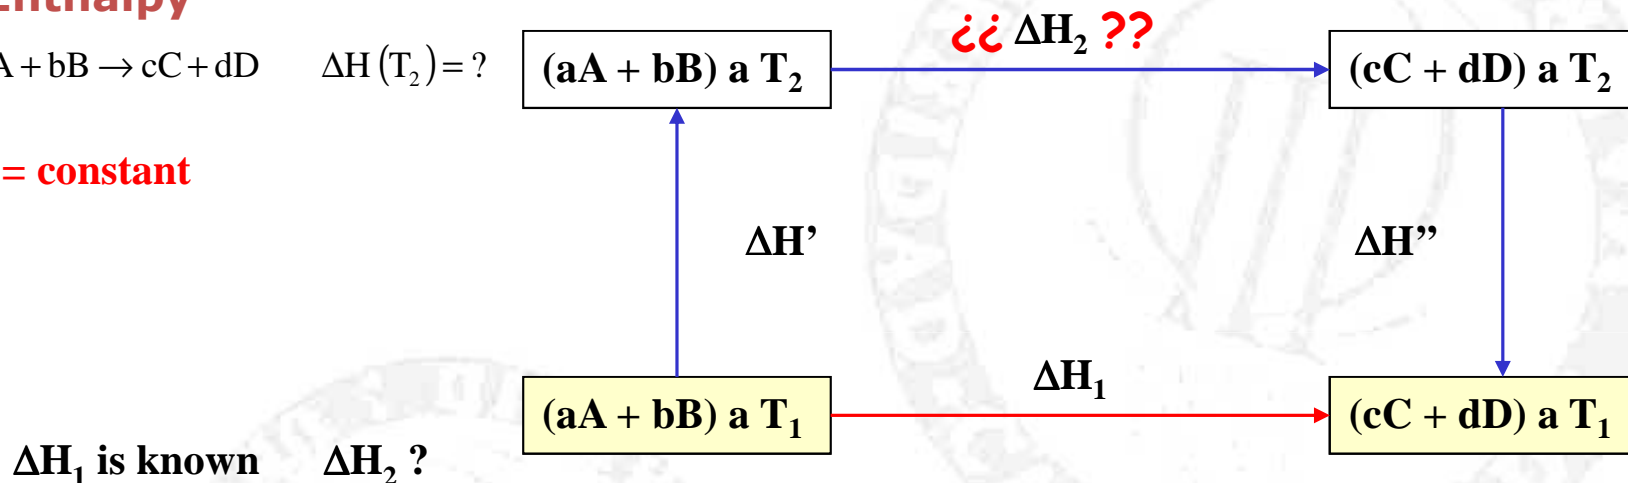 Enthalpy
A + bB → cC + dD ΔH (T₂) = ?
= constant
¿¿ ΔH₂ ??
(aA + bB) a T₂
(cC + dD) a T₂
ΔH’
ΔH”
ΔH₁
(aA + bB) a T₁
(cC + dD) a T₁
ΔH₁ is known ΔH₂ ?